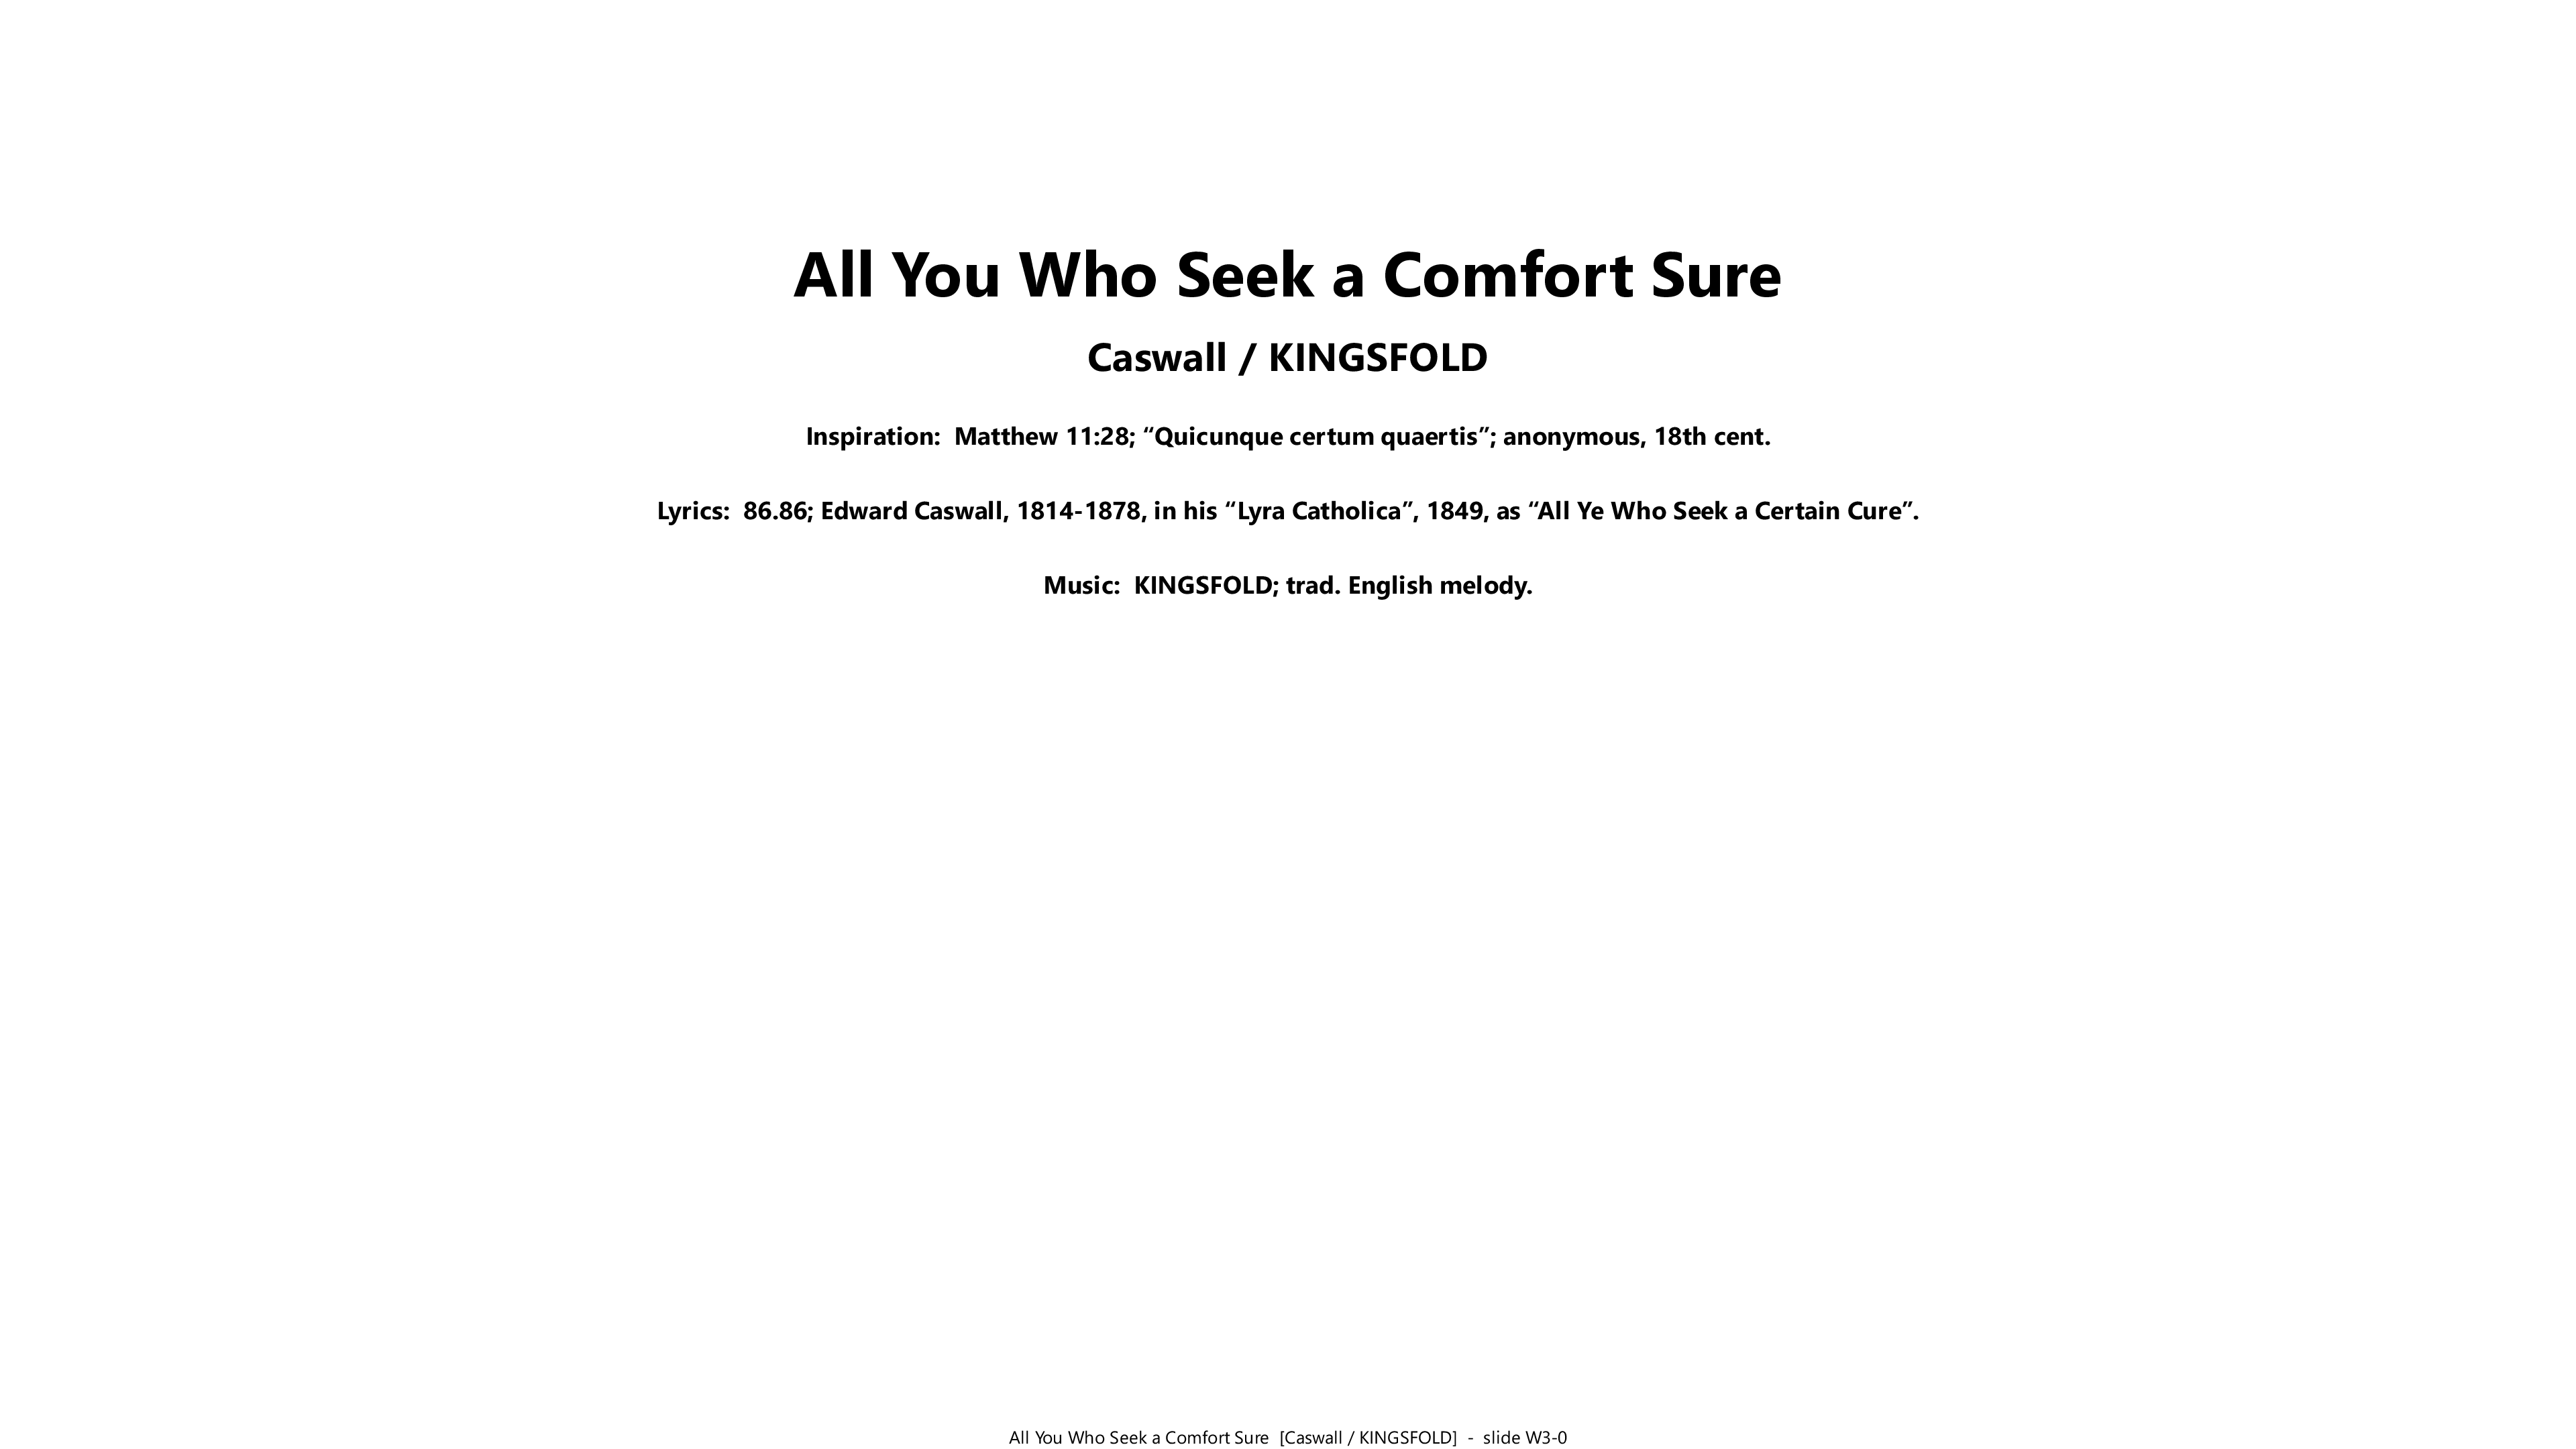 All You Who Seek a Comfort Sure
Caswall / KINGSFOLD
Inspiration:  Matthew 11:28; “Quicunque certum quaertis”; anonymous, 18th cent.
Lyrics:  86.86; Edward Caswall, 1814-1878, in his “Lyra Catholica”, 1849, as “All Ye Who Seek a Certain Cure”.
Music:  KINGSFOLD; trad. English melody.
All You Who Seek a Comfort Sure  [Caswall / KINGSFOLD]  -  slide W3-0